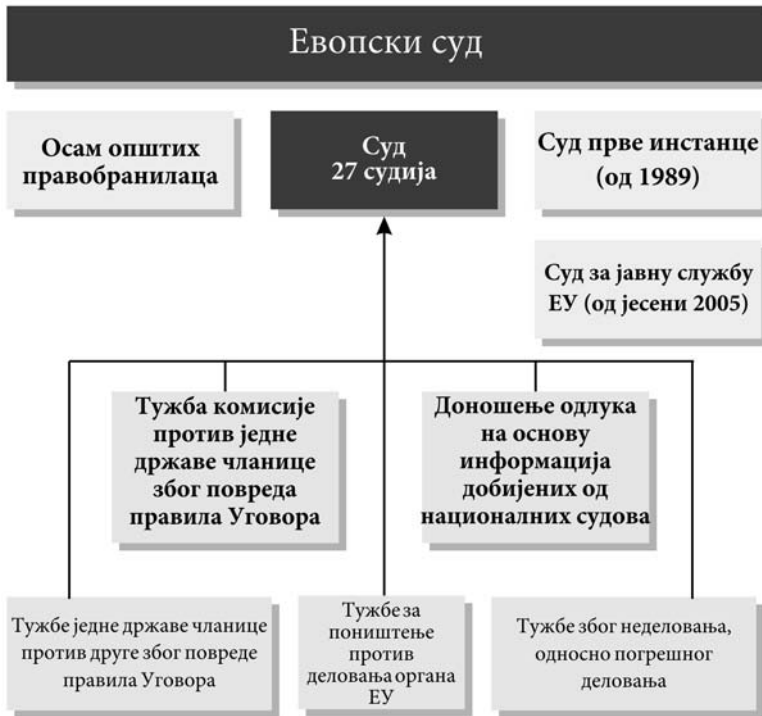 Евопски суд
Осам општих
правобранилаца
Суд
27 судија
Суд прве инстанце
(од 1989)
Суд за јавну службу
ЕУ (од јесени 2005)
Тужба комисије
против једне
државе чланице
због повреда
правила Уговора
Доношење одлука
на основу
информација
добијених од
националних судова
Тужбе једне државе чланице
против друге због повреде
правила Уговора
Тужбе за
поништење
против
деловања органа
ЕУ
Тужбе због неделовања,
односно погрешног
деловања